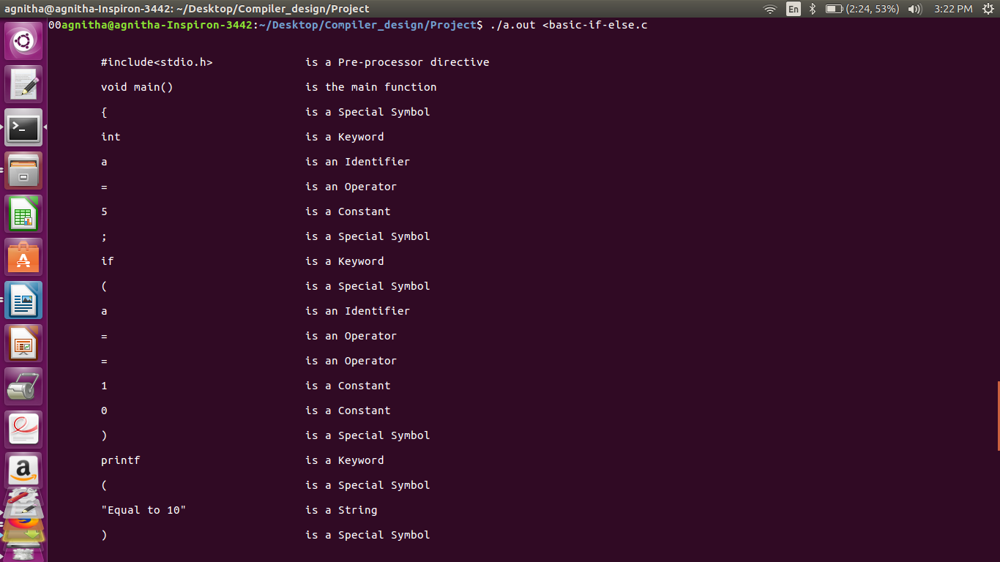 agnitha@agnitha-Inspiron-3442: ~/Desktop/Compiler_design/Project En (2:24, 53%) 3:22 PM
00agnitha@agnitha-Inspiron-3442:~/Desktop/Compiler_design/Project$ ./a.out <basic-if-else.c
#include<stdio.h> is a Pre-processor directive
void main() is the main function
{ is a Special Symbol
int is a Keyword
a is an Identifier
= is an Operator
5 is a Constant
; is a Special Symbol
if is a Keyword
( is a Special Symbol
a is an Identifier
= is an Operator
= is an Operator
1 is a Constant
0 is a Constant
) is a Special Symbol
printf is a Keyword
( is a Special Symbol
"Equal to 10" is a String
) is a Special Symbol